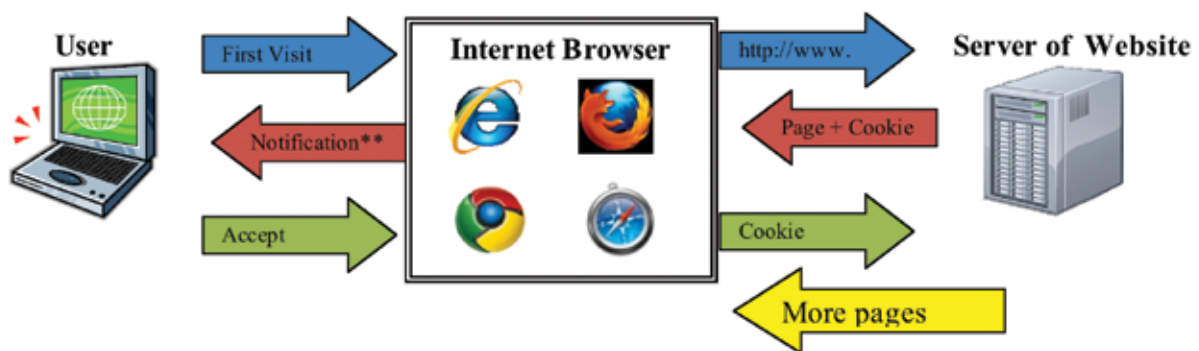 User
First Visit
Internet Browser
http://www.
Server of Website
Notification**
Page + Cookie
Accept
Cookie
More pages